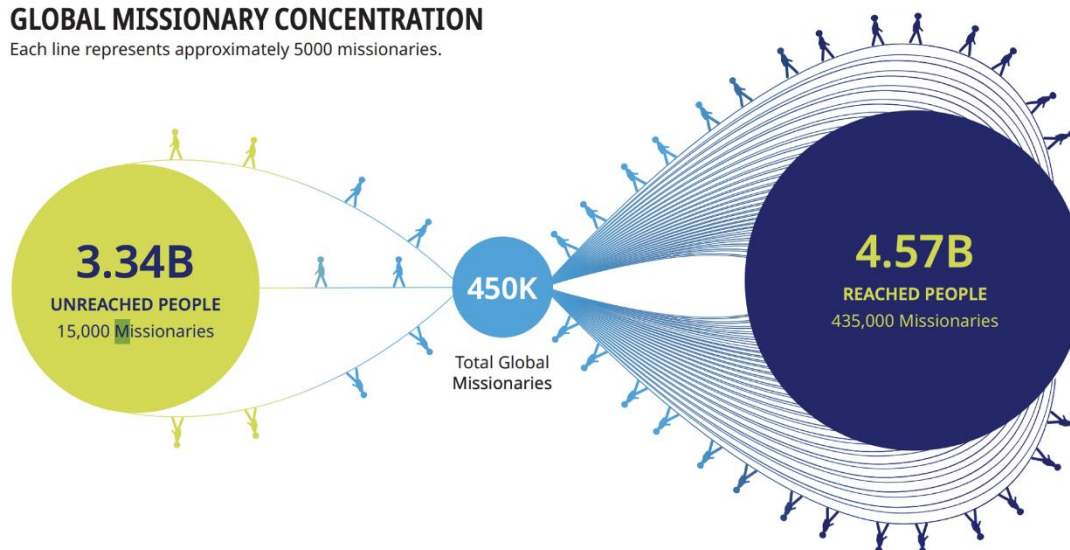 GLOBAL MISSIONARY CONCENTRATION
Each line represents approximately 5000 missionaries.
3.34B
UNREACHED PEOPLE
15,000 Missionaries
450K
Total Global
Missionaries
4.57B
REACHED PEOPLE
435,000 Missionaries